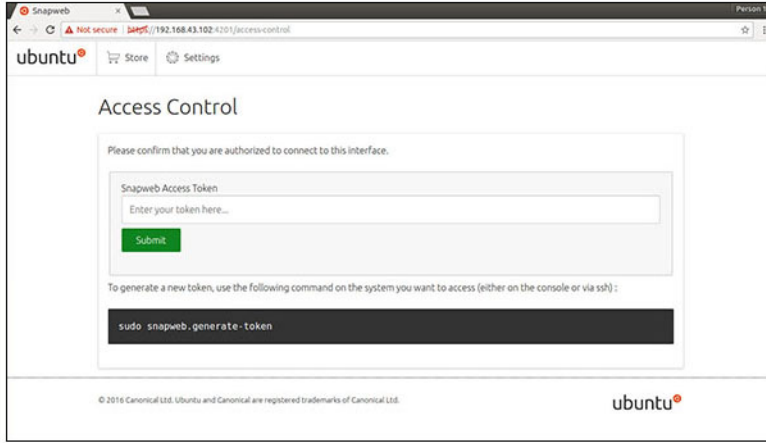 Snapweb
Person 1
Not secure | https://192.168.43.102:4201/access-control
ubuntu
Store
Settings
Access Control
Please confirm that you are authorized to connect to this interface.
Snapweb Access Token
Enter your token here...
Submit
To generate a new token, use the following command on the system you want to access (either on the console or via ssh) :
sudo snapweb.generate-token
© 2016 Canonical Ltd. Ubuntu and Canonical are registered trademarks of Canonical Ltd.
ubuntu